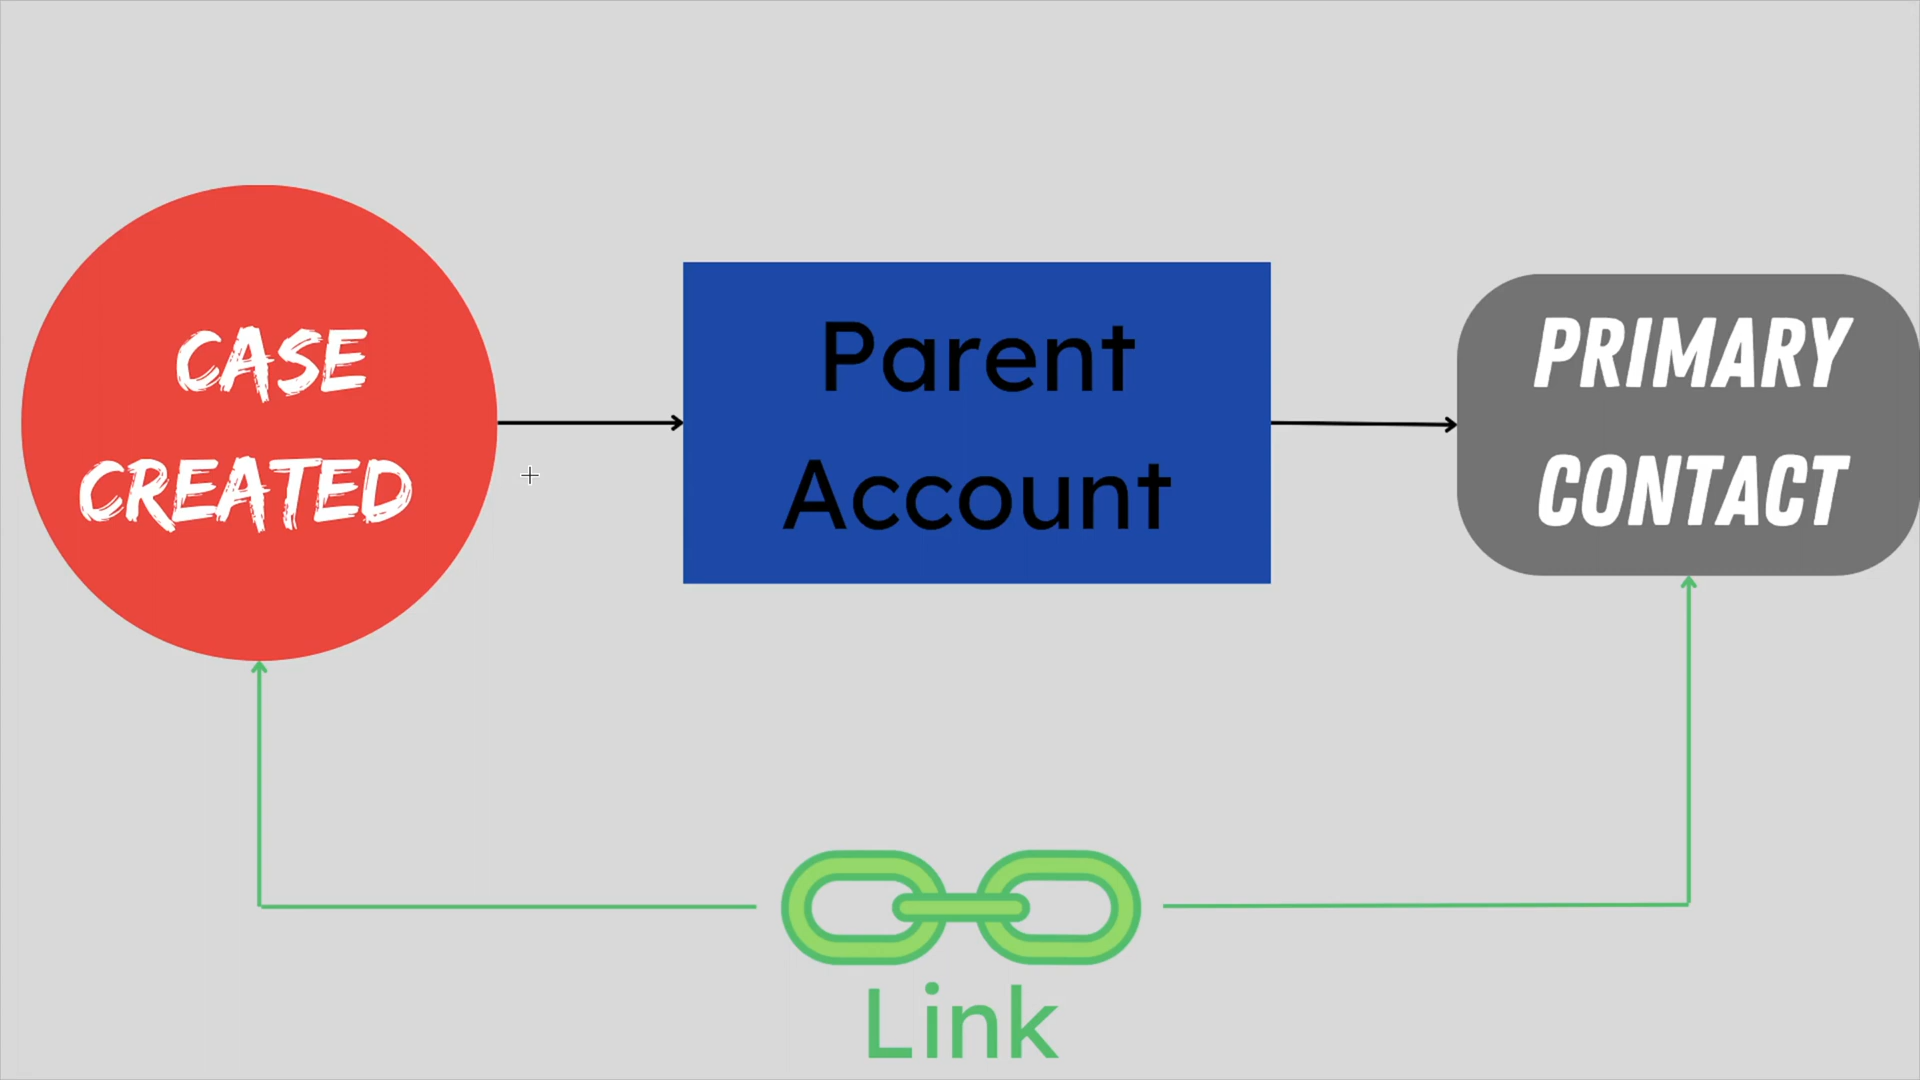 CASE
CREATED
Parent
Account
PRIMARY
CONTACT
Link